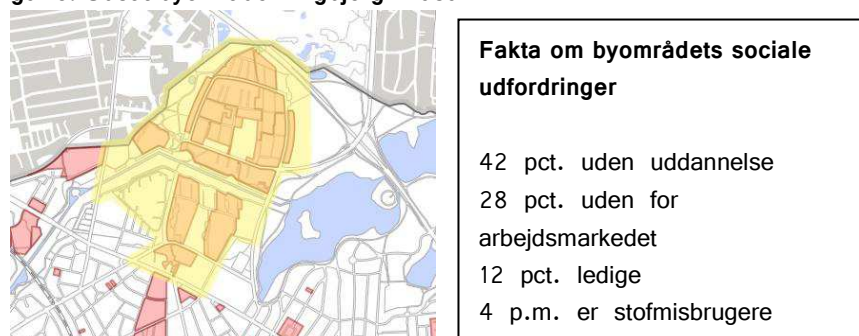 Fakta om byområdets sociale
udfordringer
42 pct. uden uddannelse
28 pct. uden for
arbejdsmarkedet
12 pct. ledige
4 p.m. er stofmisbrugere